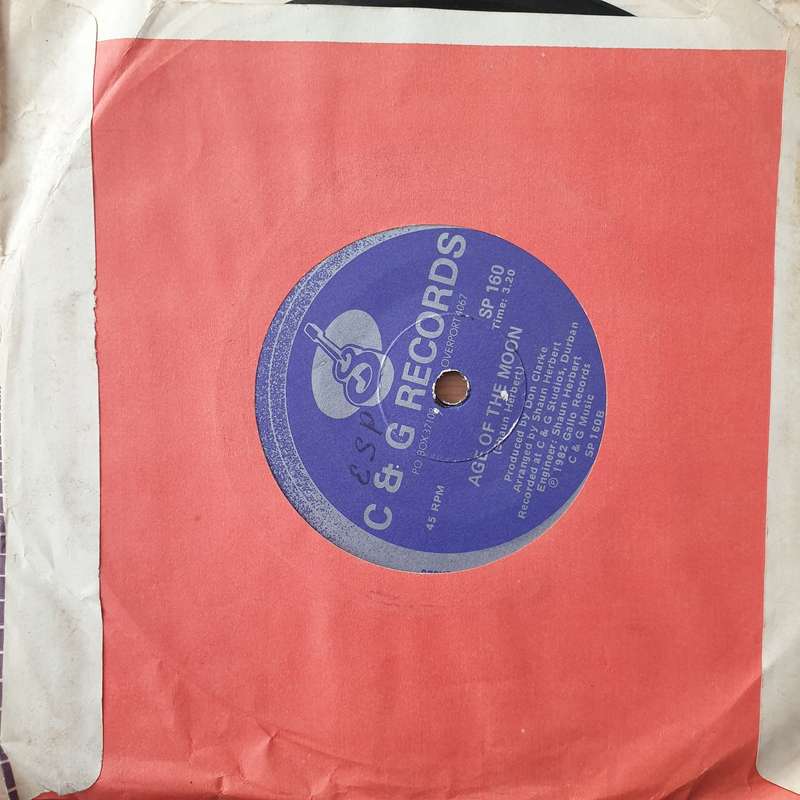 ESP
C & G RECORDS
PO BOX 37106 OVERPORT 4067
45 RPM
SP 160
Time: 3.20
AGE OF THE MOON
(Shaun Herbert)
Produced by Don Clarke
Arranged by Shaun Herbert
Recorded at C & G Studios, Durban
Engineer: Shaun Herbert
℗ 1982 Gallo Records
C & G Music
SP 160B